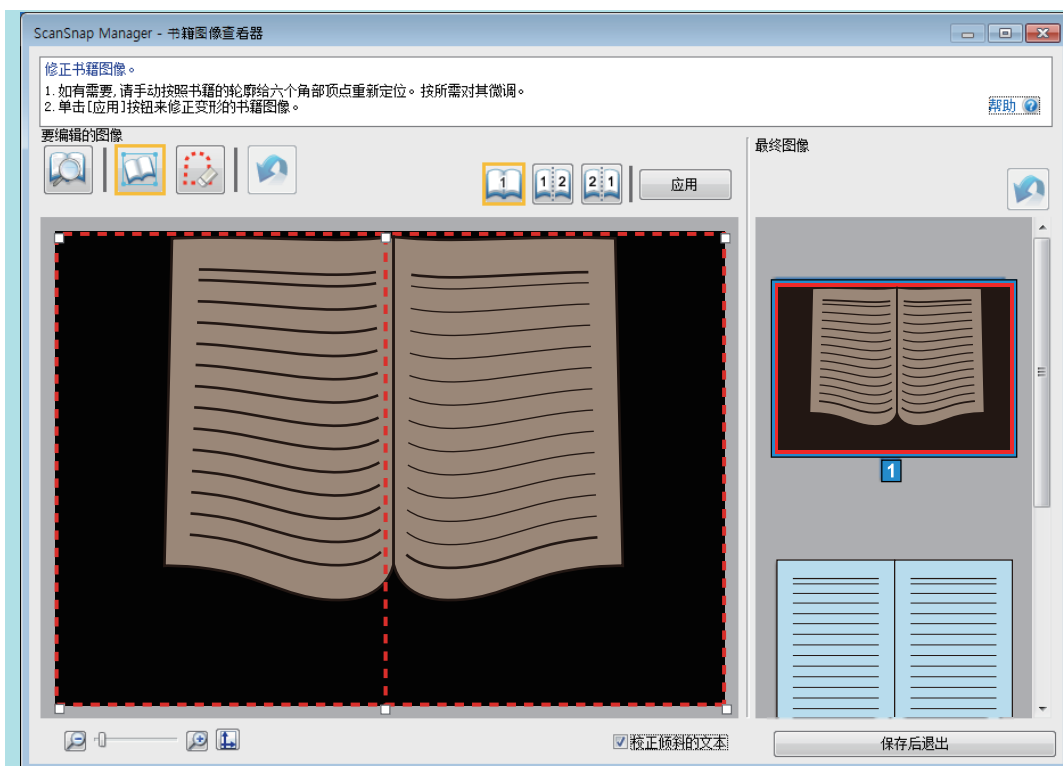 ScanSnap Manager - 书籍图像查看器
修正书籍图像。
1. 如有需要, 请手动按照书籍的轮廓给六个角部顶点重新定位。按所需对其微调。
2. 单击[应用]按钮来修正变形的书籍图像。
帮助 ?
要编辑的图像
1
1 2
2 1
应用
最终图像
1
校正倾斜的文本
保存后退出